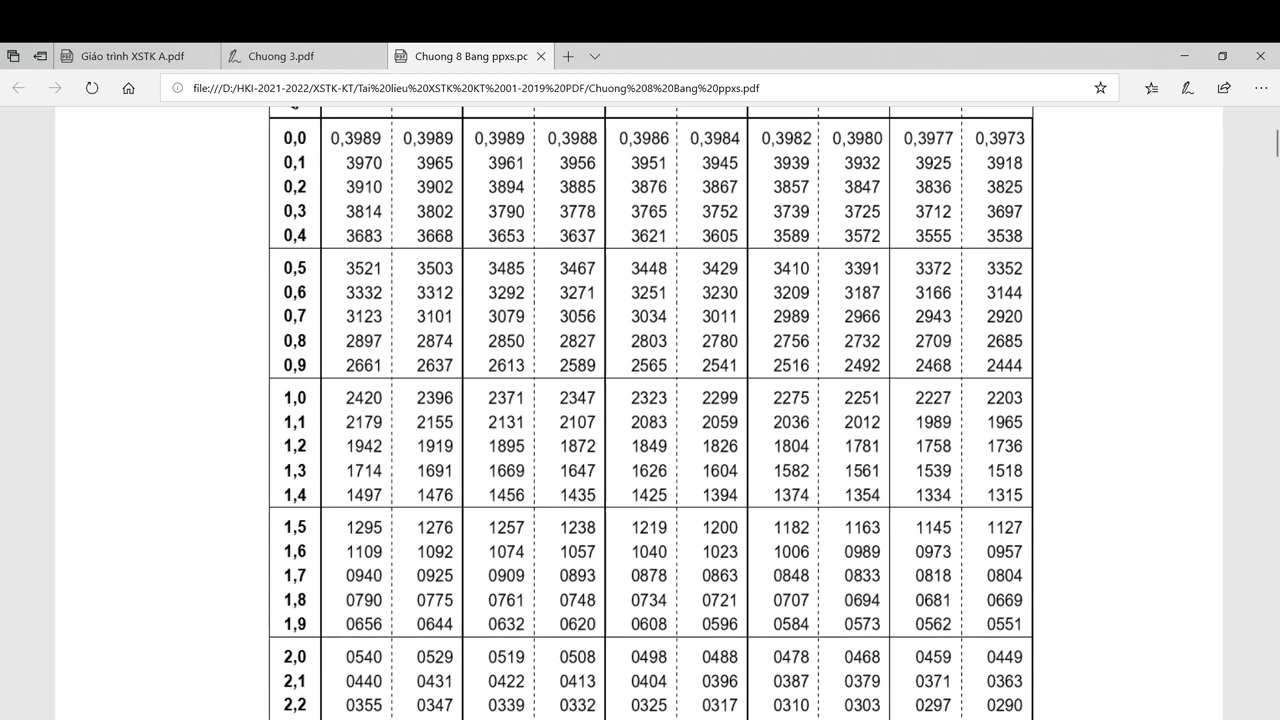 Giáo trình XSTK A.pdf Chuong 3.pdf Chuong 8 Bang ppxs.pc
file:///D:/HKI-2021-2022/XSTK-KT/Tai%20lieu%20XSTK%20KT%2001-2019%20PDF/Chuong%208%20Bang%20ppxs.pdf
0,0 0,3989 0,3989 0,3989 0,3988 0,3986 0,3984 0,3982 0,3980 0,3977 0,3973
0,1 3970 3965 3961 3956 3951 3945 3939 3932 3925 3918
0,2 3910 3902 3894 3885 3876 3867 3857 3847 3836 3825
0,3 3814 3802 3790 3778 3765 3752 3739 3725 3712 3697
0,4 3683 3668 3653 3637 3621 3605 3589 3572 3555 3538
0,5 3521 3503 3485 3467 3448 3429 3410 3391 3372 3352
0,6 3332 3312 3292 3271 3251 3230 3209 3187 3166 3144
0,7 3123 3101 3079 3056 3034 3011 2989 2966 2943 2920
0,8 2897 2874 2850 2827 2803 2780 2756 2732 2709 2685
0,9 2661 2637 2613 2589 2565 2541 2516 2492 2468 2444
1,0 2420 2396 2371 2347 2323 2299 2275 2251 2227 2203
1,1 2179 2155 2131 2107 2083 2059 2036 2012 1989 1965
1,2 1942 1919 1895 1872 1849 1826 1804 1781 1758 1736
1,3 1714 1691 1669 1647 1626 1604 1582 1561 1539 1518
1,4 1497 1476 1456 1435 1425 1394 1374 1354 1334 1315
1,5 1295 1276 1257 1238 1219 1200 1182 1163 1145 1127
1,6 1109 1092 1074 1057 1040 1023 1006 0989 0973 0957
1,7 0940 0925 0909 0893 0878 0863 0848 0833 0818 0804
1,8 0790 0775 0761 0748 0734 0721 0707 0694 0681 0669
1,9 0656 0644 0632 0620 0608 0596 0584 0573 0562 0551
2,0 0540 0529 0519 0508 0498 0488 0478 0468 0459 0449
2,1 0440 0431 0422 0413 0404 0396 0387 0379 0371 0363
2,2 0355 0347 0339 0332 0325 0317 0310 0303 0297 0290